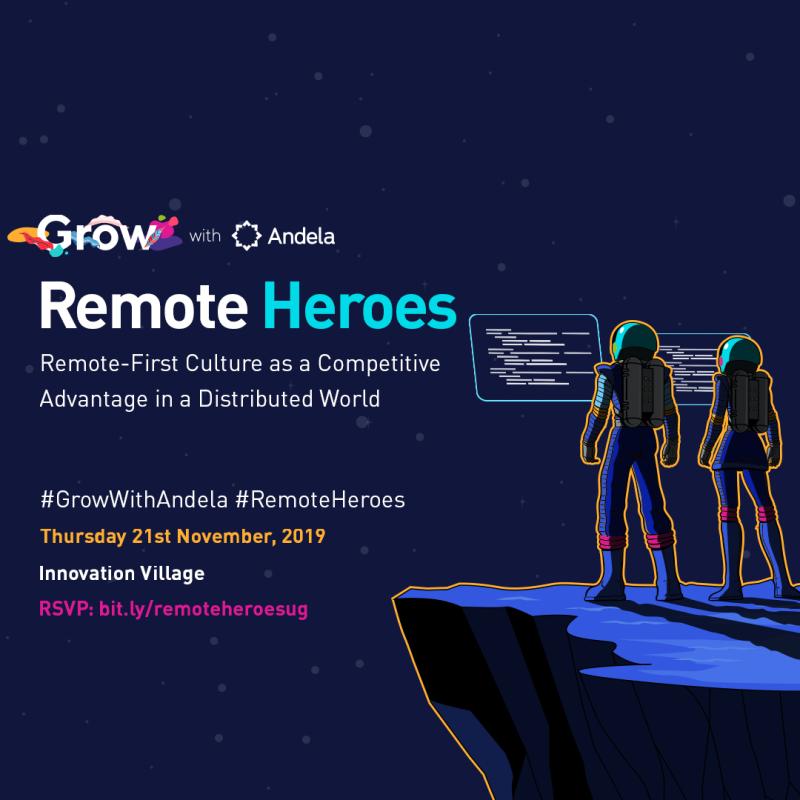 Grow with Andela
Remote Heroes
Remote-First Culture as a Competitive
Advantage in a Distributed World
#GrowWithAndela #RemoteHeroes
Thursday 21st November, 2019
Innovation Village
RSVP: bit.ly/remoteheroesug